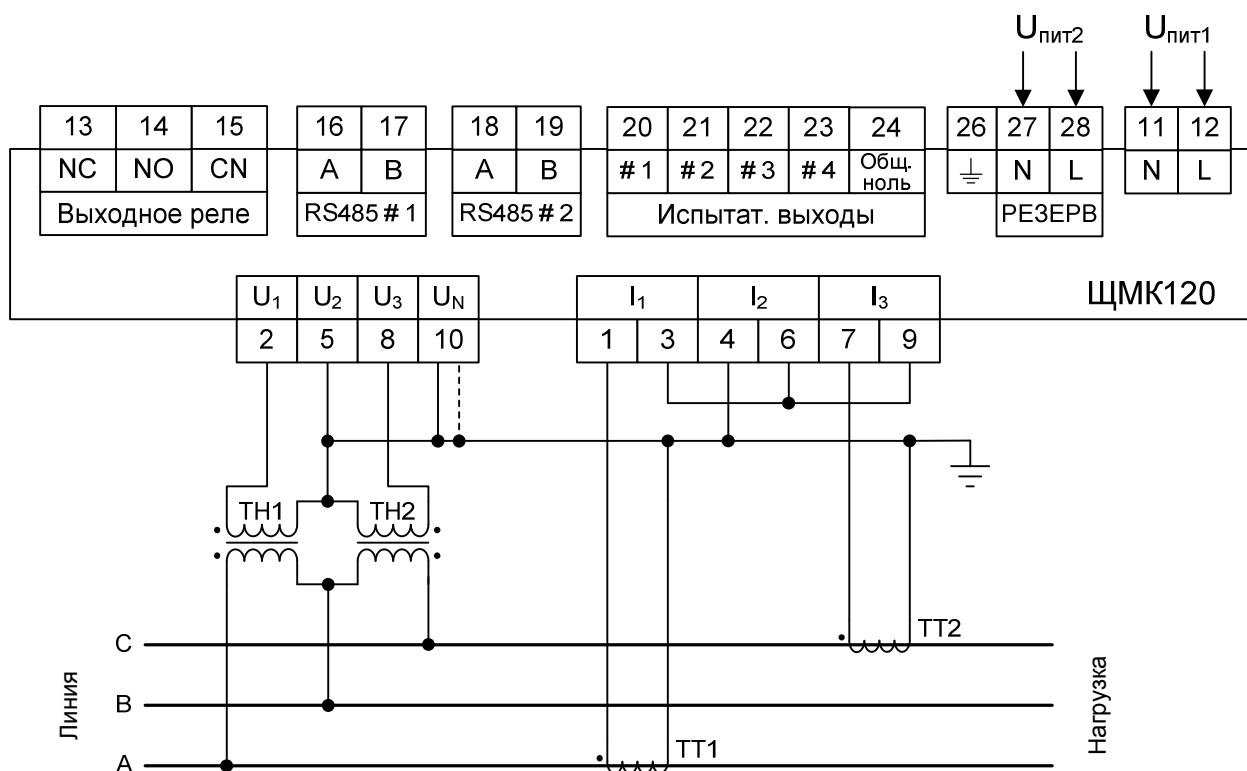 Uпит2 Uпит1
13 14 15 16 17 18 19 20 21 22 23 24 26 27 28 11 12
NC NO CN A B A B #1 #2 #3 #4 Общ. ноль N L N L
Выходное реле RS485 #1 RS485 #2 Испытат. выходы РЕЗЕРВ
U1 U2 U3 UN I1 I2 I3 ЩМК120
2 5 8 10 1 3 4 6 7 9
ТН1 ТН2
C ТТ2
B
A ТТ1
Линия
Нагрузка